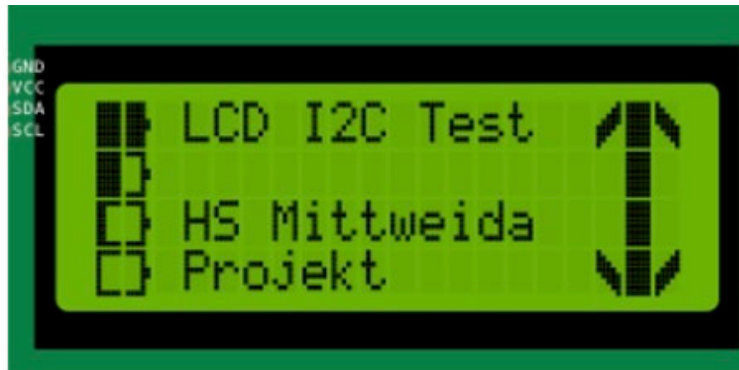 GND
VCC
SDA
SCL
LCD I2C Test
HS Mittweida
Projekt